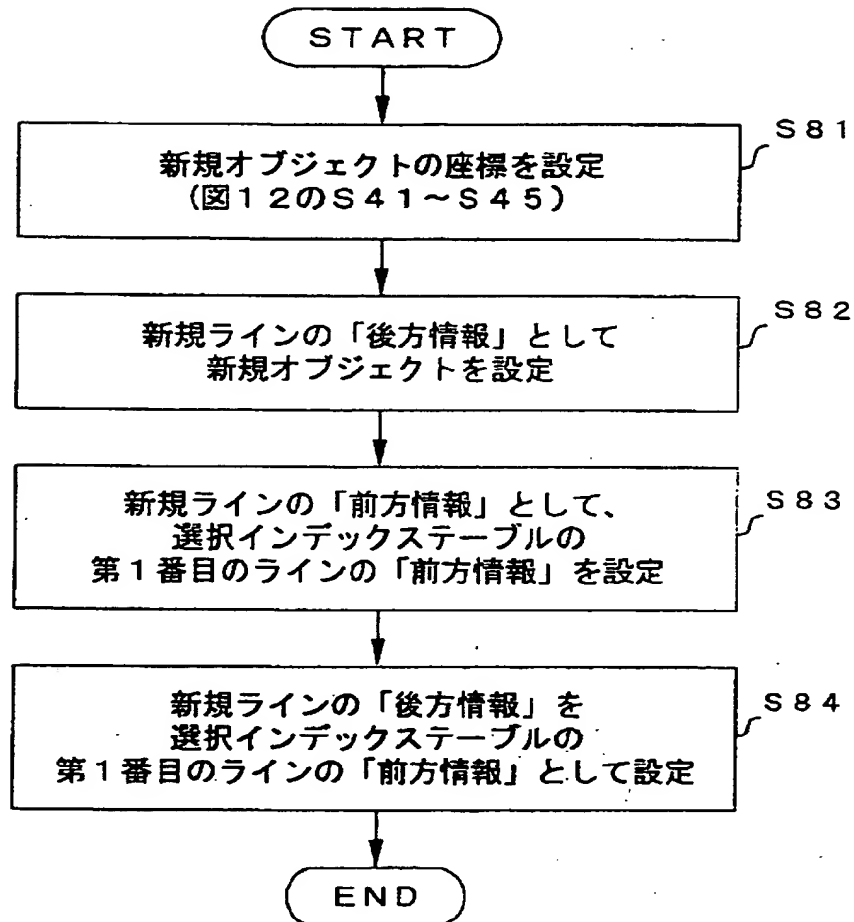 START
S81
新規オブジェクトの座標を設定
(図12のS41~S45)
S82
新規ラインの「後方情報」として
新規オブジェクトを設定
S83
新規ラインの「前方情報」として、
選択インデックステーブルの
第1番目のラインの「前方情報」を設定
S84
新規ラインの「後方情報」を
選択インデックステーブルの
第1番目のラインの「前方情報」として設定
END